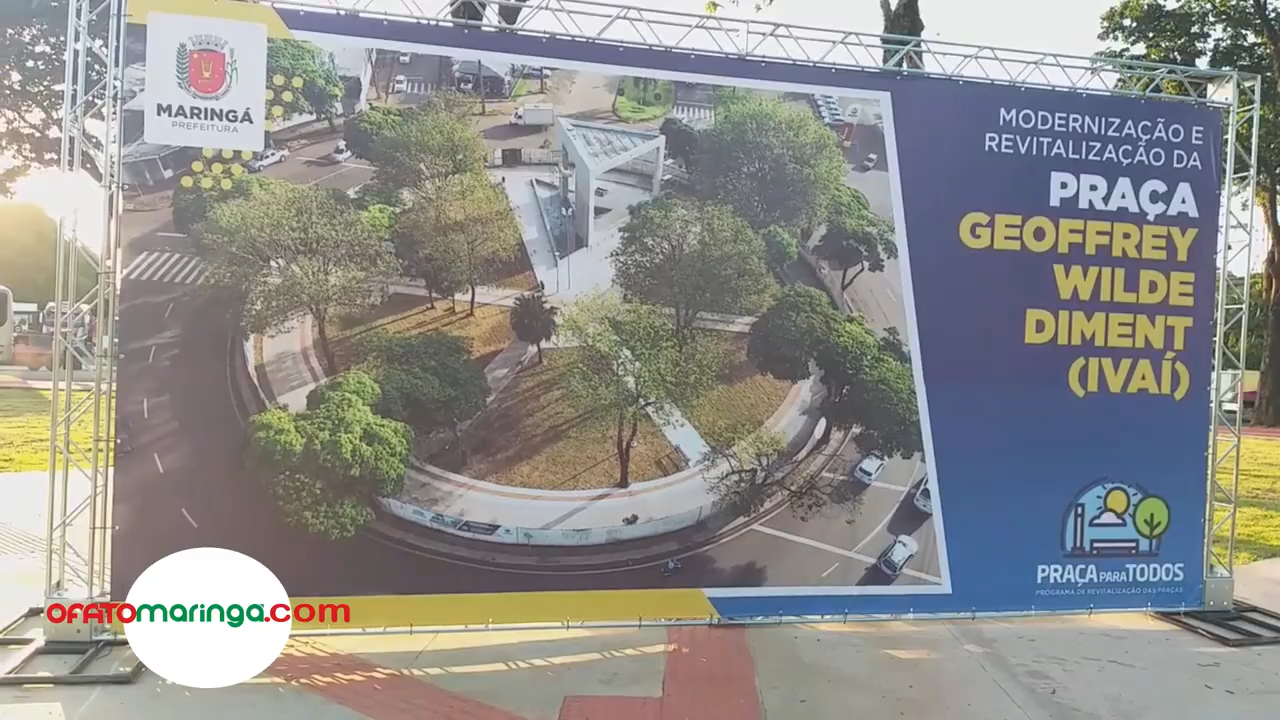 MARINGÁ
PREFEITURA
MODERNIZAÇÃO E
REVITALIZAÇÃO DA
PRAÇA
GEOFFREY
WILDE
DIMENT
(IVAÍ)
PRAÇA PARA TODOS
PROGRAMA DE REVITALIZAÇÃO DAS PRAÇAS
OFATOmaringá.com